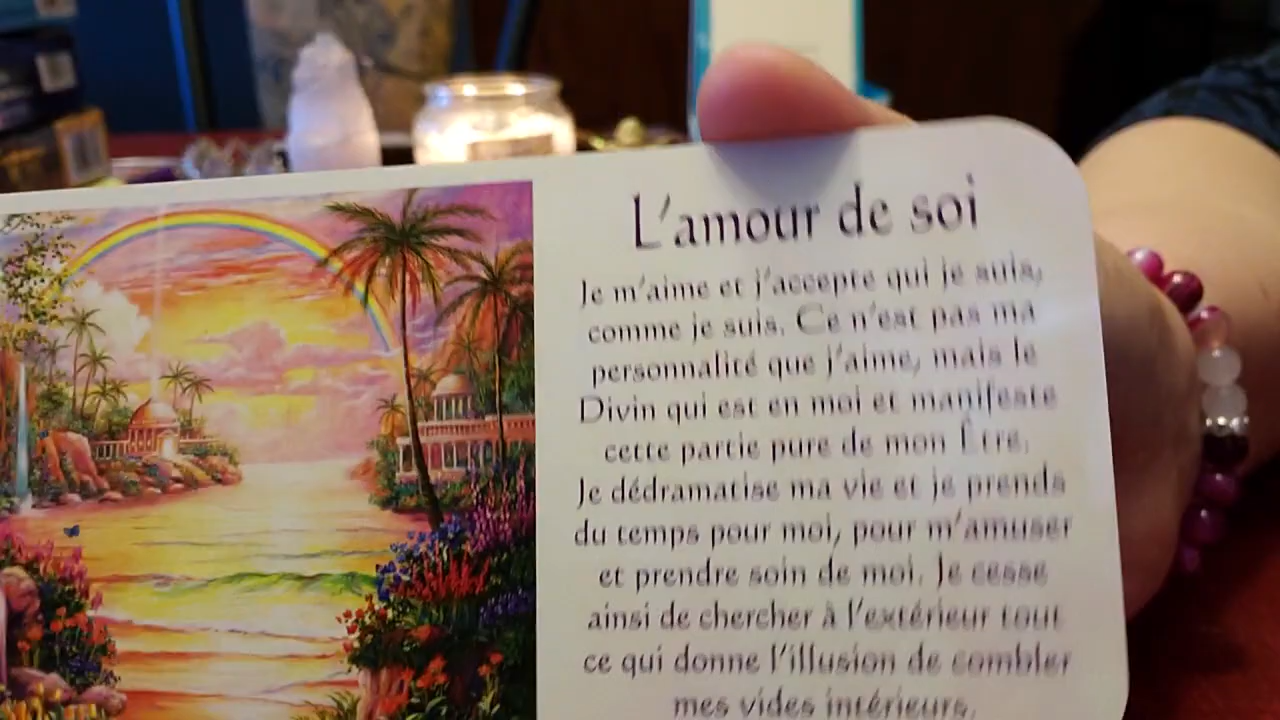 L'amour de soi
Je m'aime et j'accepte qui je suis,
comme je suis. Ce n'est pas ma
personnalité que j'aime, mais le
Divin qui est en moi et manifeste
cette partie pure de mon Être.
Je dédramatise ma vie et je prends
du temps pour moi, pour m'amuser
et prendre soin de moi. Je cesse
ainsi de chercher à l'extérieur tout
ce qui donne l'illusion de combler
mes vides intérieurs.